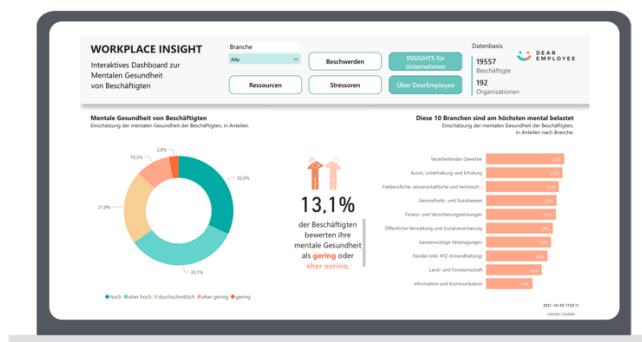 WORKPLACE INSIGHT
Interaktives Dashboard zur
Mentalen Gesundheit
von Beschäftigten
Branche
Alle
Ressourcen
Beschwerden
Stressoren
INSIGHTS für
Unternehmen
Über DearEmployee
Datenbasis
19557
Beschäftigte
192
Organisationen
DEAR
EMPLOYEE
Mentale Gesundheit von Beschäftigten
Einschätzung der mentalen Gesundheit der Beschäftigten, in Anteilen.
2,8%
10,3%
32,0%
21,8%
33,1%
hoch eher hoch durchschnittlich eher gering gering
13,1%
der Beschäftigten
bewerten ihre
mentale Gesundheit
als gering oder
eher gering.
Diese 10 Branchen sind am höchsten mental belastet
Einschätzung der mentalen Gesundheit der Beschäftigten,
in Anteilen nach Branche.
Verarbeitendes Gewerbe
Kunst, Unterhaltung und Erholung
Freiberufliche, wissenschaftliche und technisch...
Gesundheits- und Sozialwesen
Finanz- und Versicherungsleistungen
Öffentliche Verwaltung und Sozialversicherung
Gemeinnützige Vereinigungen
Handel (inkl. KFZ-Instandhaltung)
Land- und Forstwirtschaft
Information und Kommunikation
Letztes Update